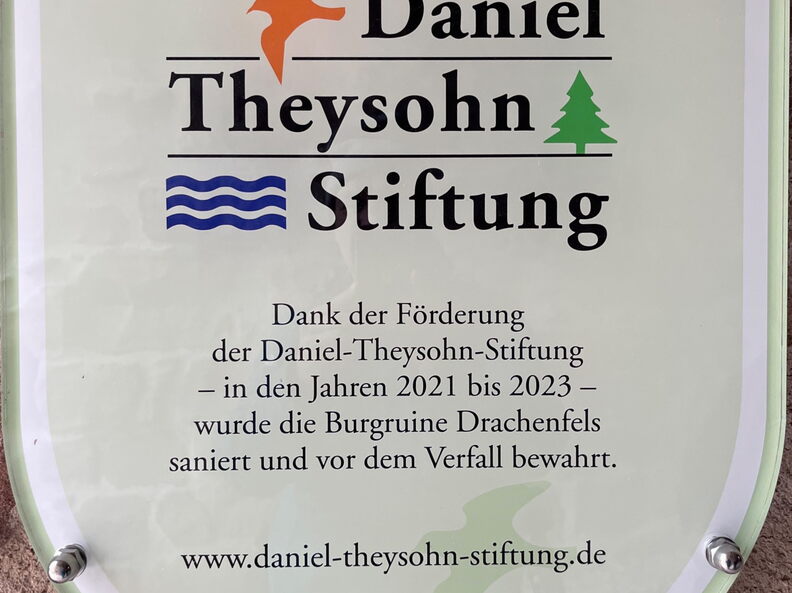 Daniel
Theysohn
Stiftung
Dank der Förderung
der Daniel-Theysohn-Stiftung
– in den Jahren 2021 bis 2023 –
wurde die Burgruine Drachenfels
saniert und vor dem Verfall bewahrt.
www.daniel-theysohn-stiftung.de